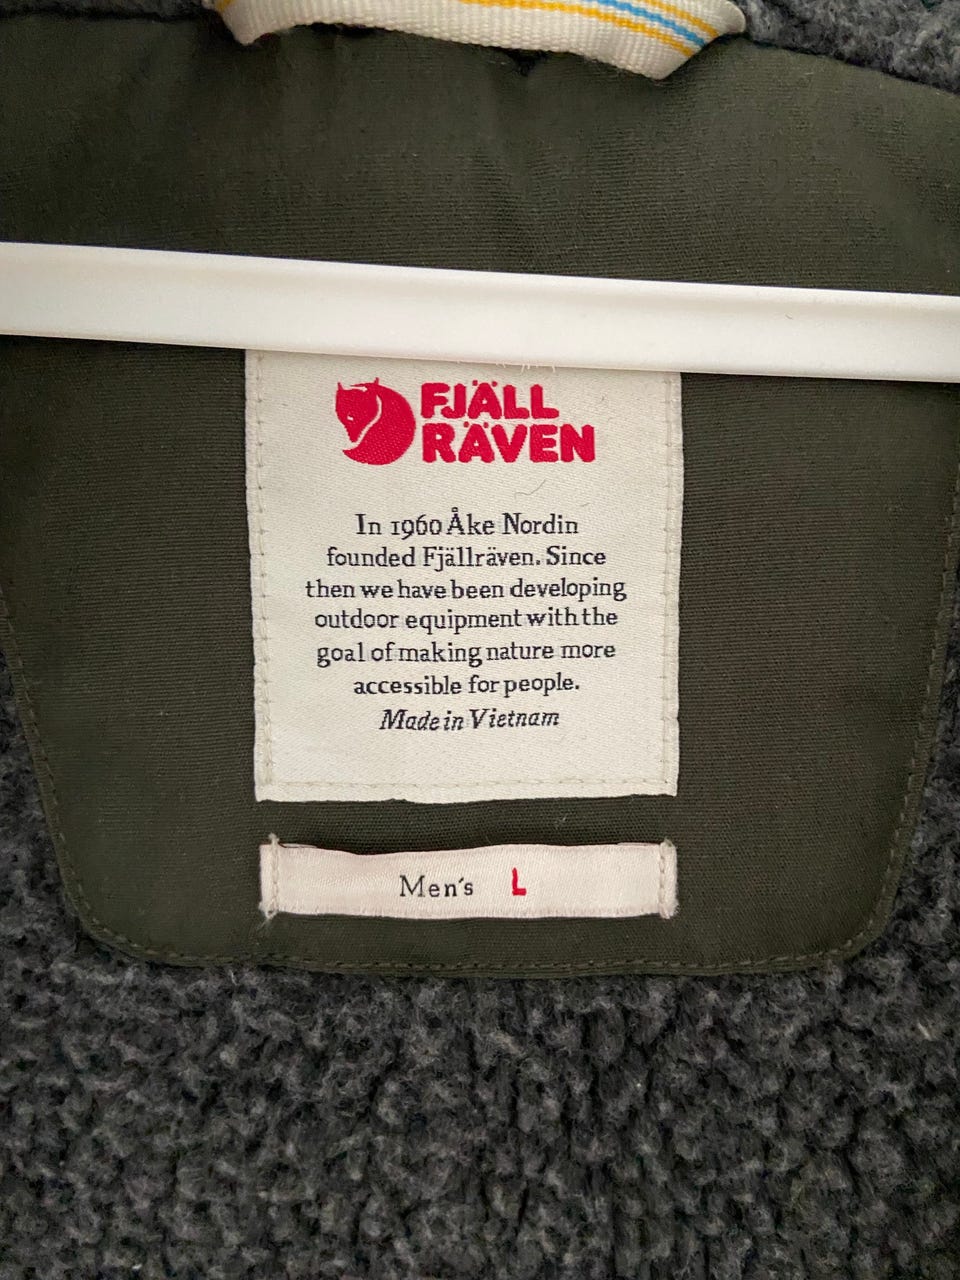 FJÄLL
RÄVEN
In 1960 Åke Nordin
founded Fjällräven. Since
then we have been developing
outdoor equipment with the
goal of making nature more
accessible for people.
Made in Vietnam
Men's L